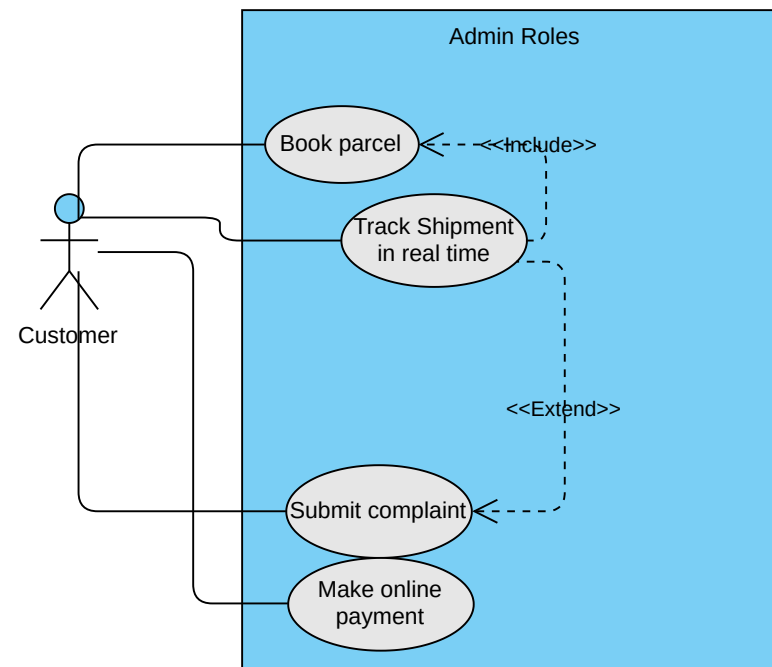 Admin Roles
Book parcel
<<Include>>
Track Shipment
in real time
Customer
<<Extend>>
Submit complaint
Make online
payment